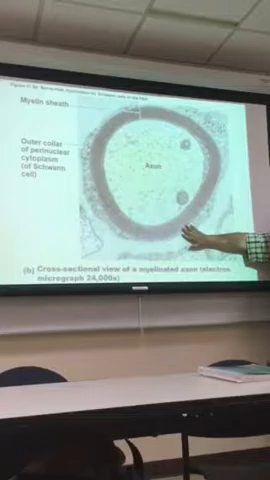 Myelin sheath
Outer collar
of perinuclear
cytoplasm
(of Schwann
cell)
Axon
(b) Cross-sectional view of a myelinated axon (electron
micrograph 24,000x)